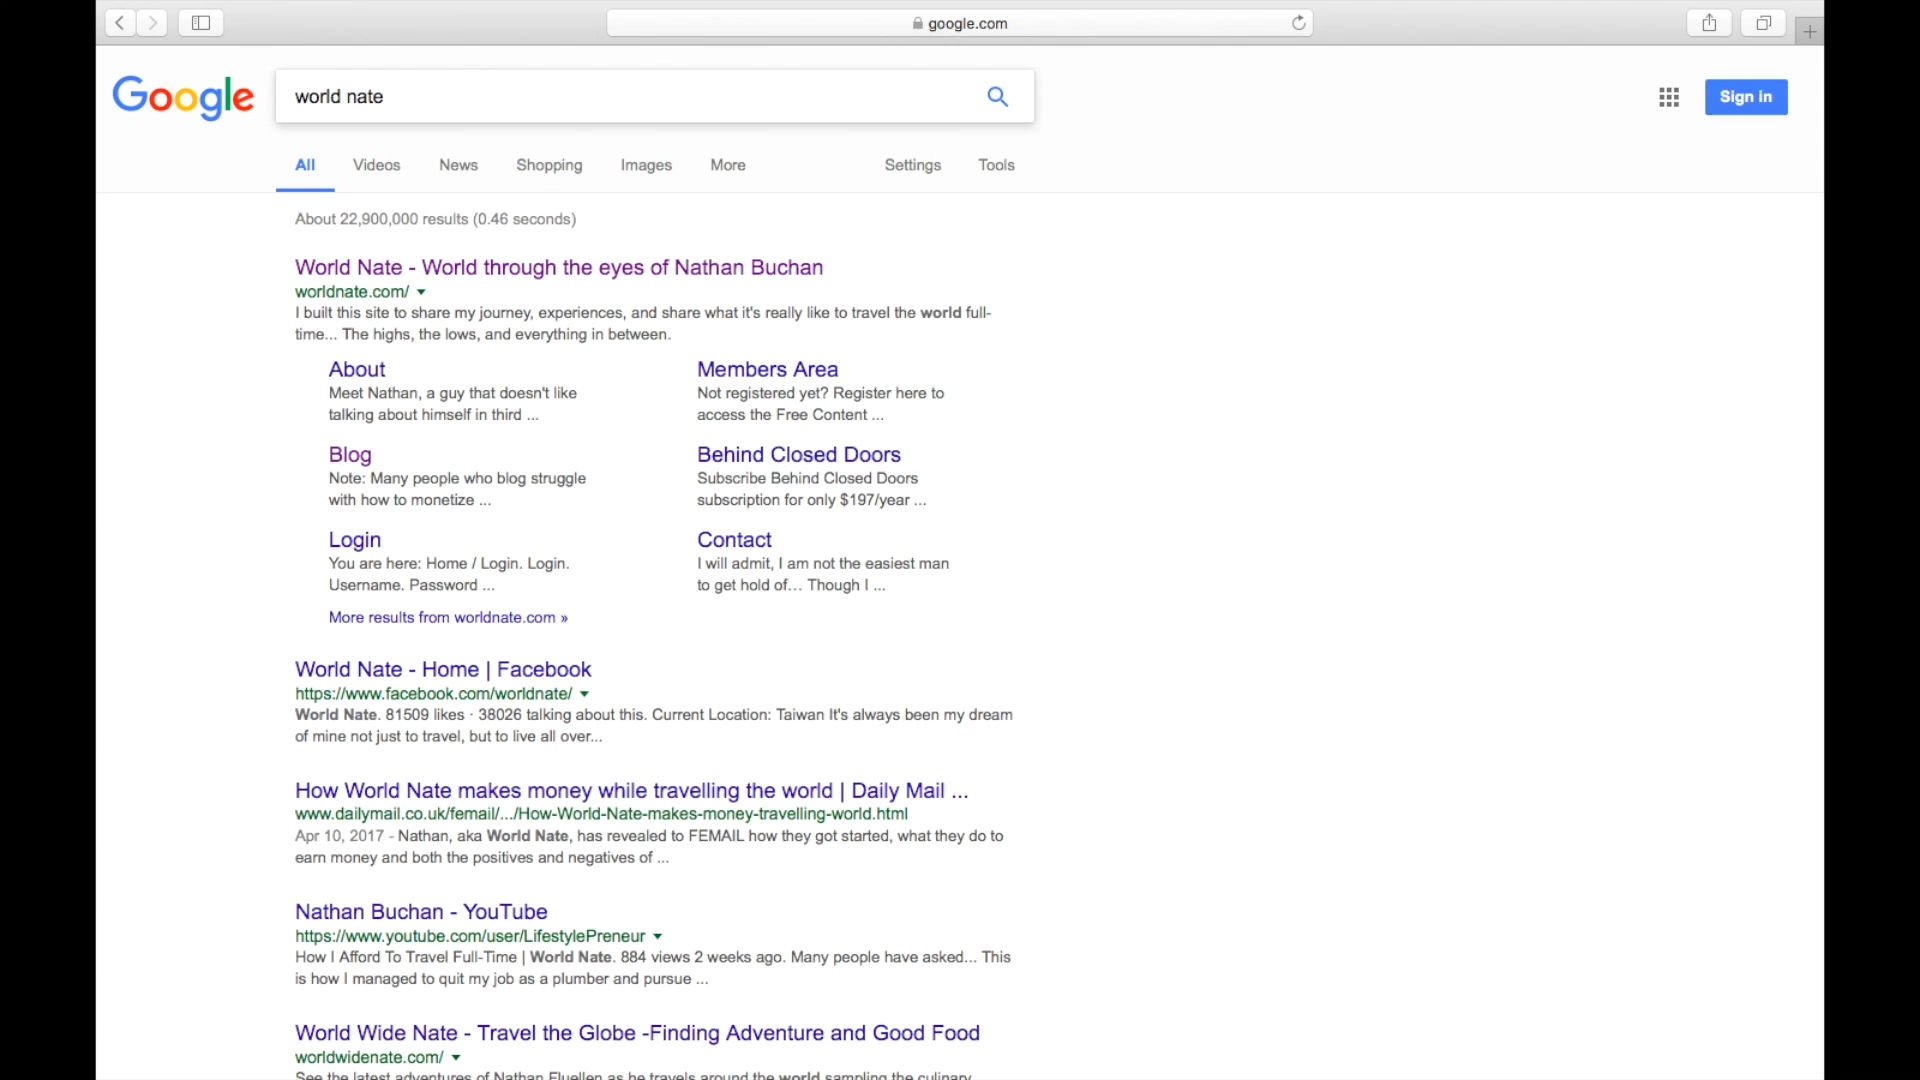 google.com
Google
world nate
Sign in
All Videos News Shopping Images More Settings Tools
About 22,900,000 results (0.46 seconds)
World Nate - World through the eyes of Nathan Buchan
worldnate.com/
I built this site to share my journey, experiences, and share what it's really like to travel the world full-
time... The highs, the lows, and everything in between.
About
Meet Nathan, a guy that doesn't like
talking about himself in third ...
Members Area
Not registered yet? Register here to
access the Free Content ...
Blog
Note: Many people who blog struggle
with how to monetize ...
Behind Closed Doors
Subscribe Behind Closed Doors
subscription for only $197/year ...
Login
You are here: Home / Login. Login.
Username. Password ...
Contact
I will admit, I am not the easiest man
to get hold of… Though I ...
More results from worldnate.com »
World Nate - Home | Facebook
https://www.facebook.com/worldnate/
World Nate. 81509 likes · 38026 talking about this. Current Location: Taiwan It's always been my dream
of mine not just to travel, but to live all over...
How World Nate makes money while travelling the world | Daily Mail ...
www.dailymail.co.uk/femail/.../How-World-Nate-makes-money-travelling-world.html
Apr 10, 2017 - Nathan, aka World Nate, has revealed to FEMAIL how they got started, what they do to
earn money and both the positives and negatives of ...
Nathan Buchan - YouTube
https://www.youtube.com/user/LifestylePreneur
How I Afford To Travel Full-Time | World Nate. 884 views 2 weeks ago. Many people have asked... This
is how I managed to quit my job as a plumber and pursue ...
World Wide Nate - Travel the Globe -Finding Adventure and Good Food
worldwidenate.com/
See the latest adventures of Nathan Fluellen as he travels around the world sampling the culinary